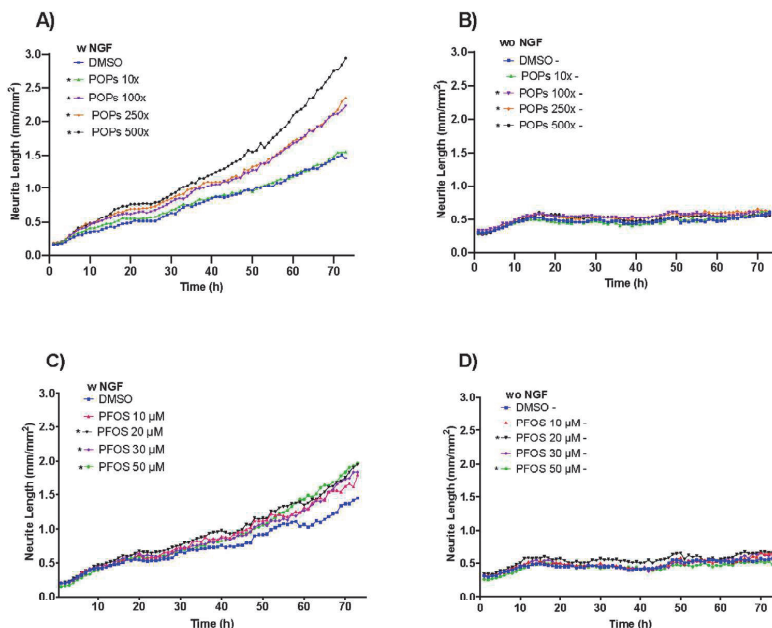 A)
w NGF
DMSO
* POPs 10x
* POPs 100x
* POPs 250x
* POPs 500x
Neurite Length (mm/mm²)
3.0
2.5
2.0
1.5
1.0
0.5
0.0
10 20 30 40 50 60 70
Time (h)
B)
wo NGF
DMSO -
POPs 10x -
* POPs 100x -
* POPs 250x -
* POPs 500x -
Neurite Length (mm/mm²)
3.0
2.5
2.0
1.5
1.0
0.5
0.0
0 10 20 30 40 50 60 70
Time (h)
C)
w NGF
DMSO
PFOS 10 µM
* PFOS 20 µM
* PFOS 30 µM
* PFOS 50 µM
Neurite Length (mm/mm²)
3.0
2.5
2.0
1.5
1.0
0.5
0.0
10 20 30 40 50 60 70
Time (h)
D)
wo NGF
DMSO -
PFOS 10 µM -
* PFOS 20 µM -
PFOS 30 µM -
* PFOS 50 µM -
Neurite Length (mm/mm²)
3.0
2.5
2.0
1.5
1.0
0.5
0.0
0 10 20 30 40 50 60 70
Time (h)